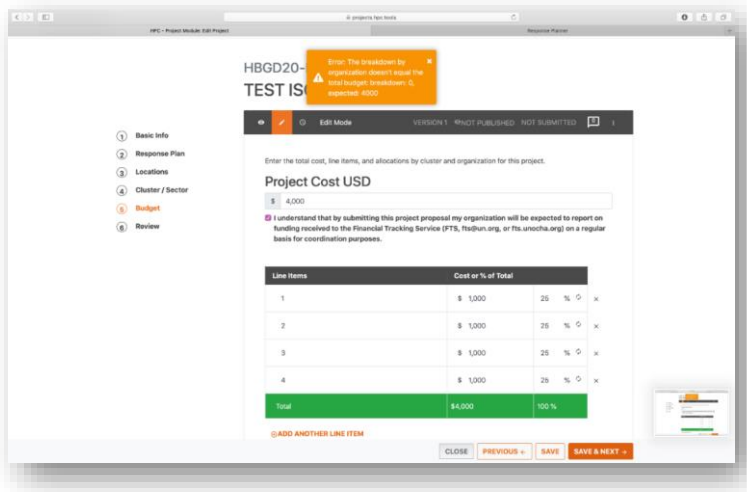 projects.hpc.tools
HPC - Project Module: Edit Project
Response Planner
HBGD20-
TEST ISO
Error: The breakdown by
organization doesn't equal the
total budget: breakdown: 0,
expected: 4000
Edit Mode
VERSION 1
NOT PUBLISHED
NOT SUBMITTED
1 Basic Info
2 Response Plan
3 Locations
4 Cluster / Sector
5 Budget
6 Review
Enter the total cost, line items, and allocations by cluster and organization for this project.
Project Cost USD
$ 4,000
I understand that by submitting this project proposal my organization will be expected to report on
funding received to the Financial Tracking Service (FTS, fts@un.org, or fts.unocha.org) on a regular
basis for coordination purposes.
Line Items Cost or % of Total
1 $ 1,000 25 %
2 $ 1,000 25 %
3 $ 1,000 25 %
4 $ 1,000 25 %
Total $4,000 100 %
ADD ANOTHER LINE ITEM
CLOSE PREVIOUS SAVE SAVE & NEXT